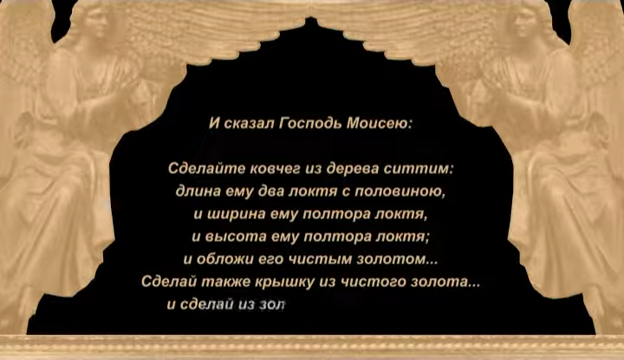 И сказал Господь Моисею:
Сделайте ковчег из дерева ситтим:
длина ему два локтя с половиною,
и ширина ему полтора локтя,
и высота ему полтора локтя;
и обложи его чистым золотом...
Сделай также крышку из чистого золота...
и сделай из зол